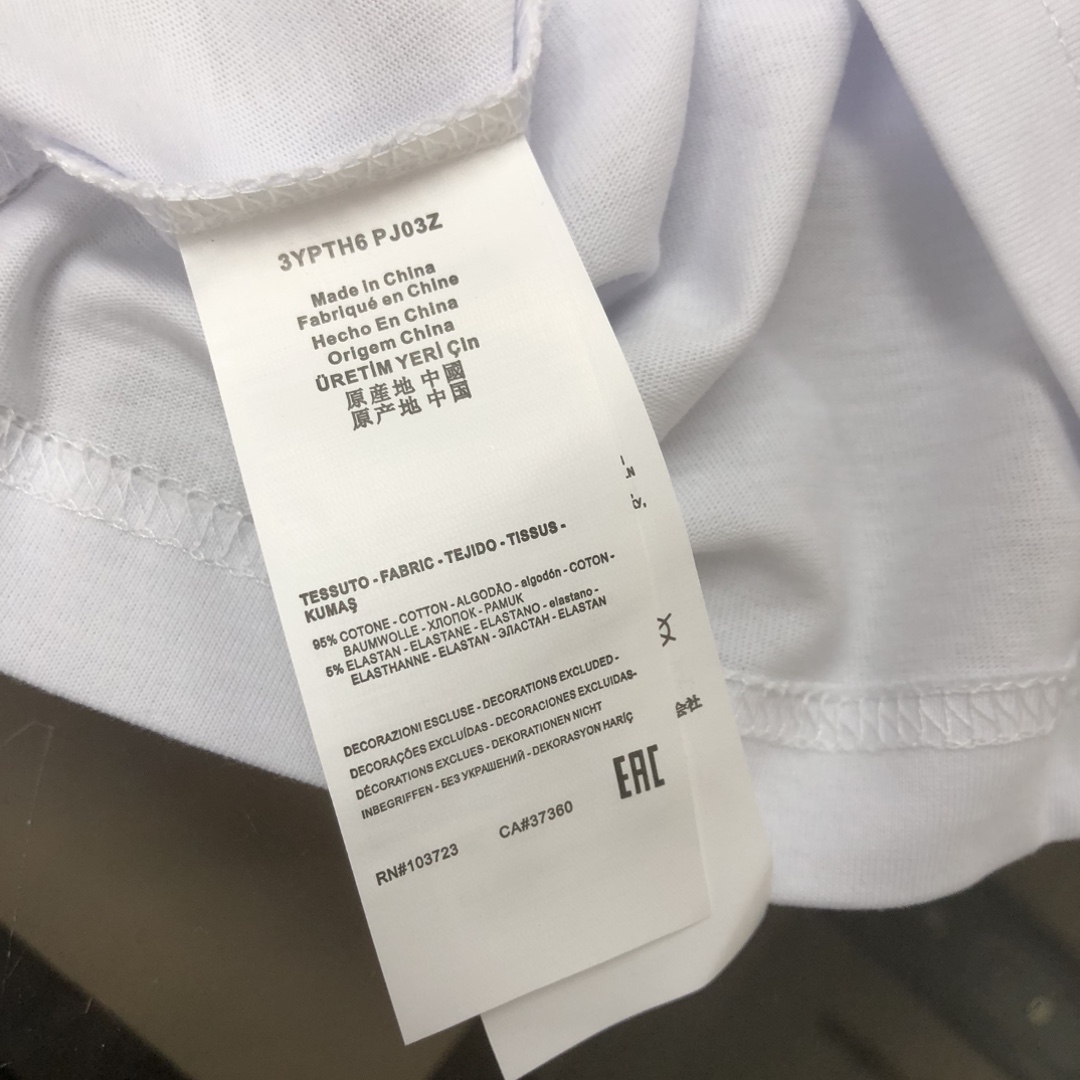 3YPTH6 PJ03Z
Made in China
Fabriqué en Chine
Hecho En China
Origem China
ÜRETİM YERİ Çin
原産地 中國
原产地 中国
TESSUTO - FABRIC - TEJIDO - TISSUS -
KUMAŞ
95% COTONE - COTTON - ALGODÃO - algodón - COTON -
BAUMWOLLE - ХЛОПОК - PAMUK
5% ELASTAN - ELASTANE - ELASTANO - elastano -
ELASTHANNE - ELASTAN - ЭЛАСТАН - ELASTAN
DECORAZIONI ESCLUSE - DECORATIONS EXCLUDED -
DECORAÇÕES EXCLUÍDAS - DECORACIONES EXCLUIDAS-
DÉCORATIONS EXCLUES - DEKORATIONEN NICHT
INBEGRIFFEN - БЕЗ УКРАШЕНИЙ - DEKORASYON HARİÇ
EAC
RN#103723 CA#37360
会社